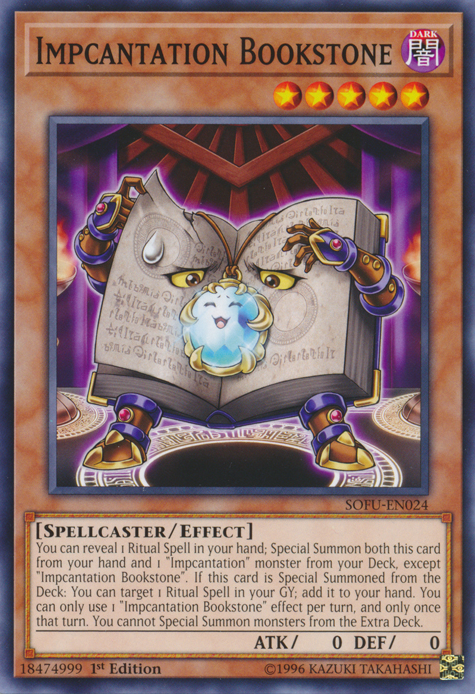 Impcantation Bookstone
DARK
闇
SOFU-EN024
[Spellcaster/Effect]
You can reveal 1 Ritual Spell in your hand; Special Summon both this card
from your hand and 1 "Impcantation" monster from your Deck, except
"Impcantation Bookstone". If this card is Special Summoned from the
Deck: You can target 1 Ritual Spell in your GY; add it to your hand. You
can only use 1 "Impcantation Bookstone" effect per turn, and only once
that turn. You cannot Special Summon monsters from the Extra Deck.
ATK/ 0 DEF/ 0
18474999 1st Edition ©1996 KAZUKI TAKAHASHI